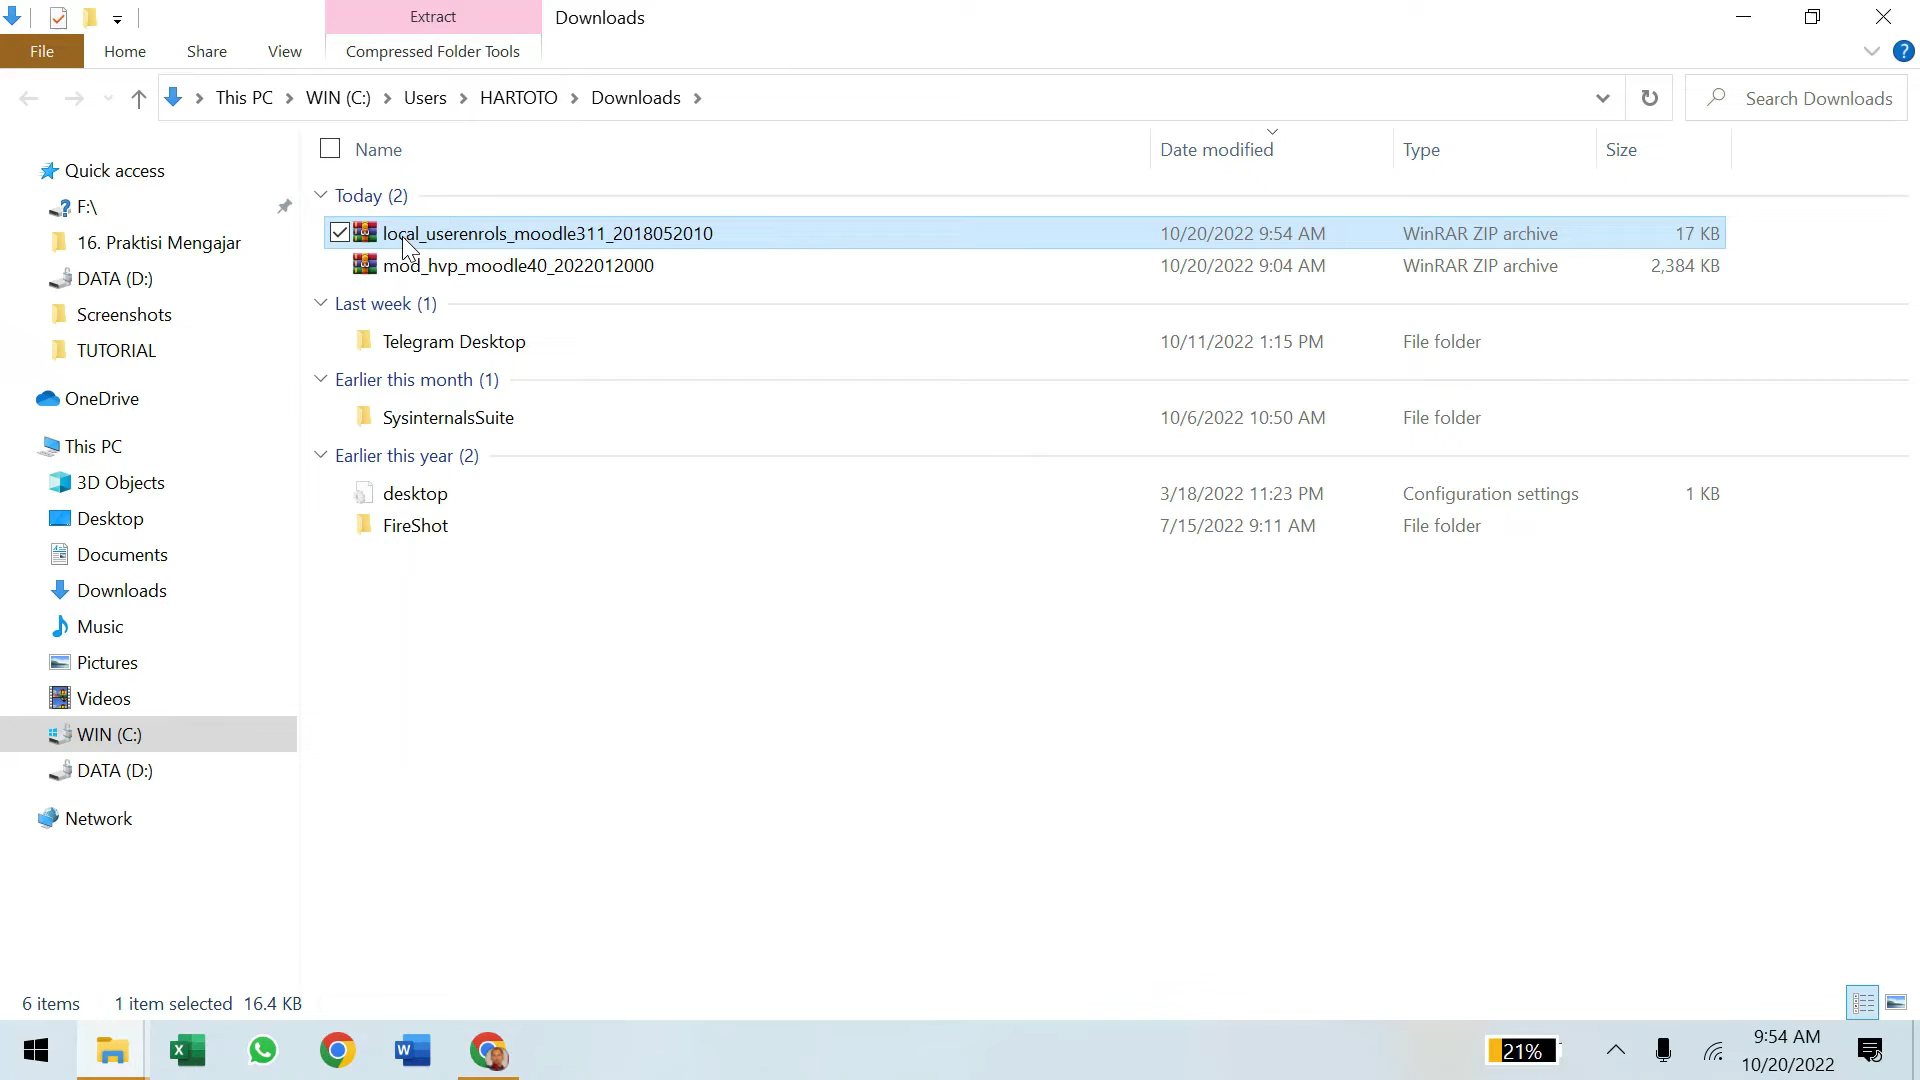 Extract
Downloads
File
Home
Share
View
Compressed Folder Tools
?
This PC
WIN (C:)
Users
HARTOTO
Downloads
Search Downloads
Name
Date modified
Type
Size
Quick access
F:\
16. Praktisi Mengajar
DATA (D:)
Screenshots
TUTORIAL
OneDrive
This PC
3D Objects
Desktop
Documents
Downloads
Music
Pictures
Videos
WIN (C:)
DATA (D:)
Network
Today (2)
local_userenrols_moodle311_2018052010 10/20/2022 9:54 AM WinRAR ZIP archive 17 KB
mod_hvp_moodle40_2022012000 10/20/2022 9:04 AM WinRAR ZIP archive 2,384 KB
Last week (1)
Telegram Desktop 10/11/2022 1:15 PM File folder
Earlier this month (1)
SysinternalsSuite 10/6/2022 10:50 AM File folder
Earlier this year (2)
desktop 3/18/2022 11:23 PM Configuration settings 1 KB
FireShot 7/15/2022 9:11 AM File folder
6 items 1 item selected 16.4 KB
21%
9:54 AM
10/20/2022